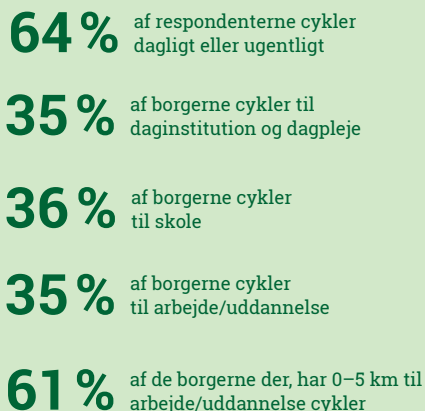 64 % af respondenterne cykler
dagligt eller ugentligt
35 % af borgerne cykler til
daginstitution og dagpleje
36 % af borgerne cykler
til skole
35 % af borgerne cykler
til arbejde/uddannelse
61 % af de borgerne der, har 0–5 km til
arbejde/uddannelse cykler